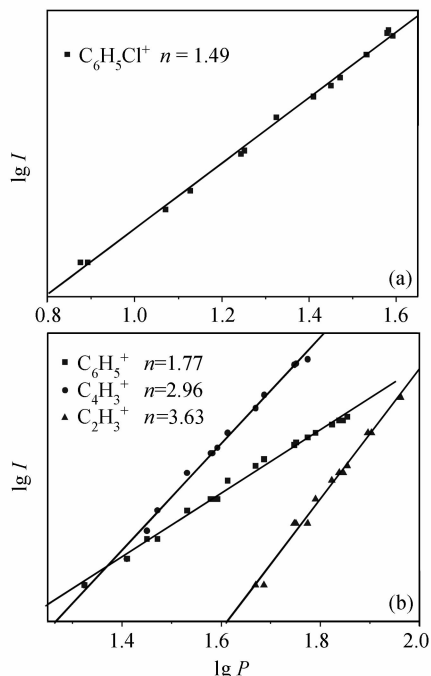 C₆H₅Cl⁺ n = 1.49
lg I
(a)
0.8 1.0 1.2 1.4 1.6
C₆H₅⁺ n=1.77
C₄H₃⁺ n=2.96
C₂H₃⁺ n=3.63
lg I
(b)
1.4 1.6 1.8 2.0
lg P